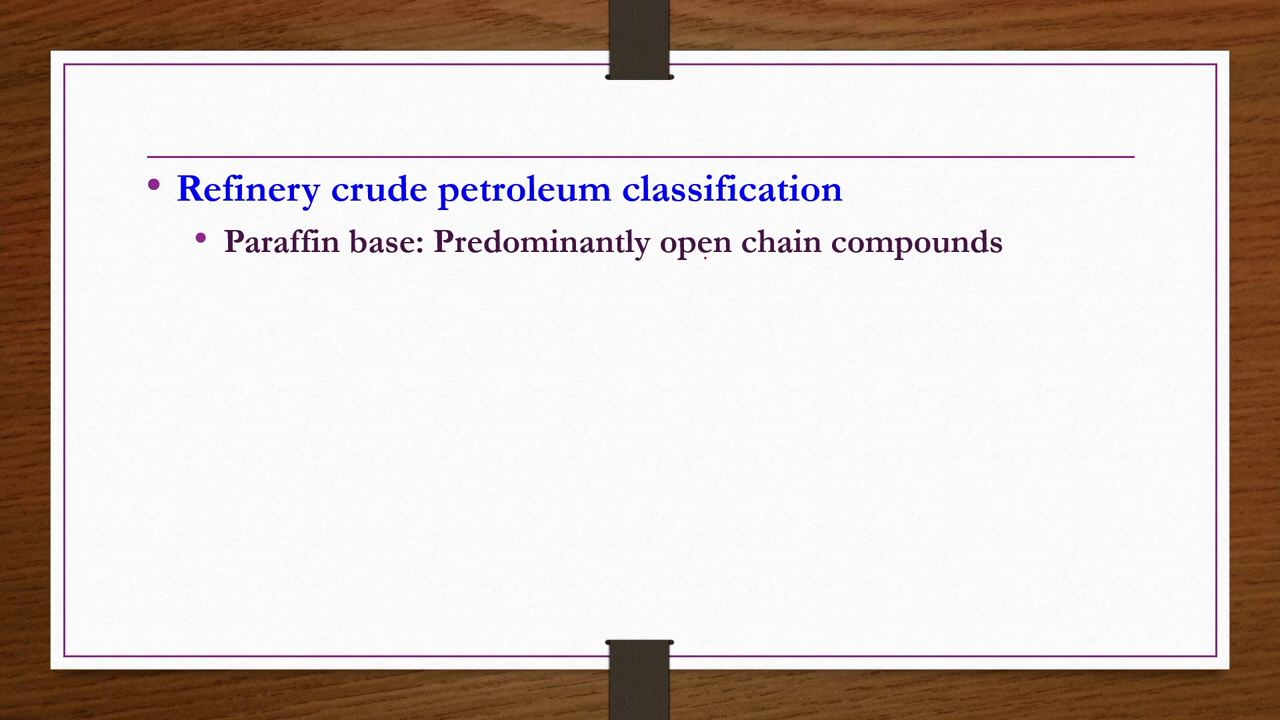 Refinery crude petroleum classification
Paraffin base: Predominantly open chain compounds